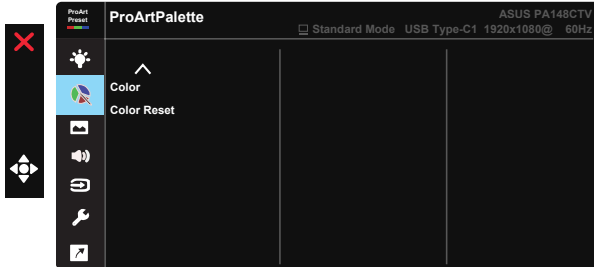 ProArt
Preset
ProArtPalette
ASUS PA148CTV
Standard Mode USB Type-C1 1920x1080@ 60Hz
Color
Color Reset